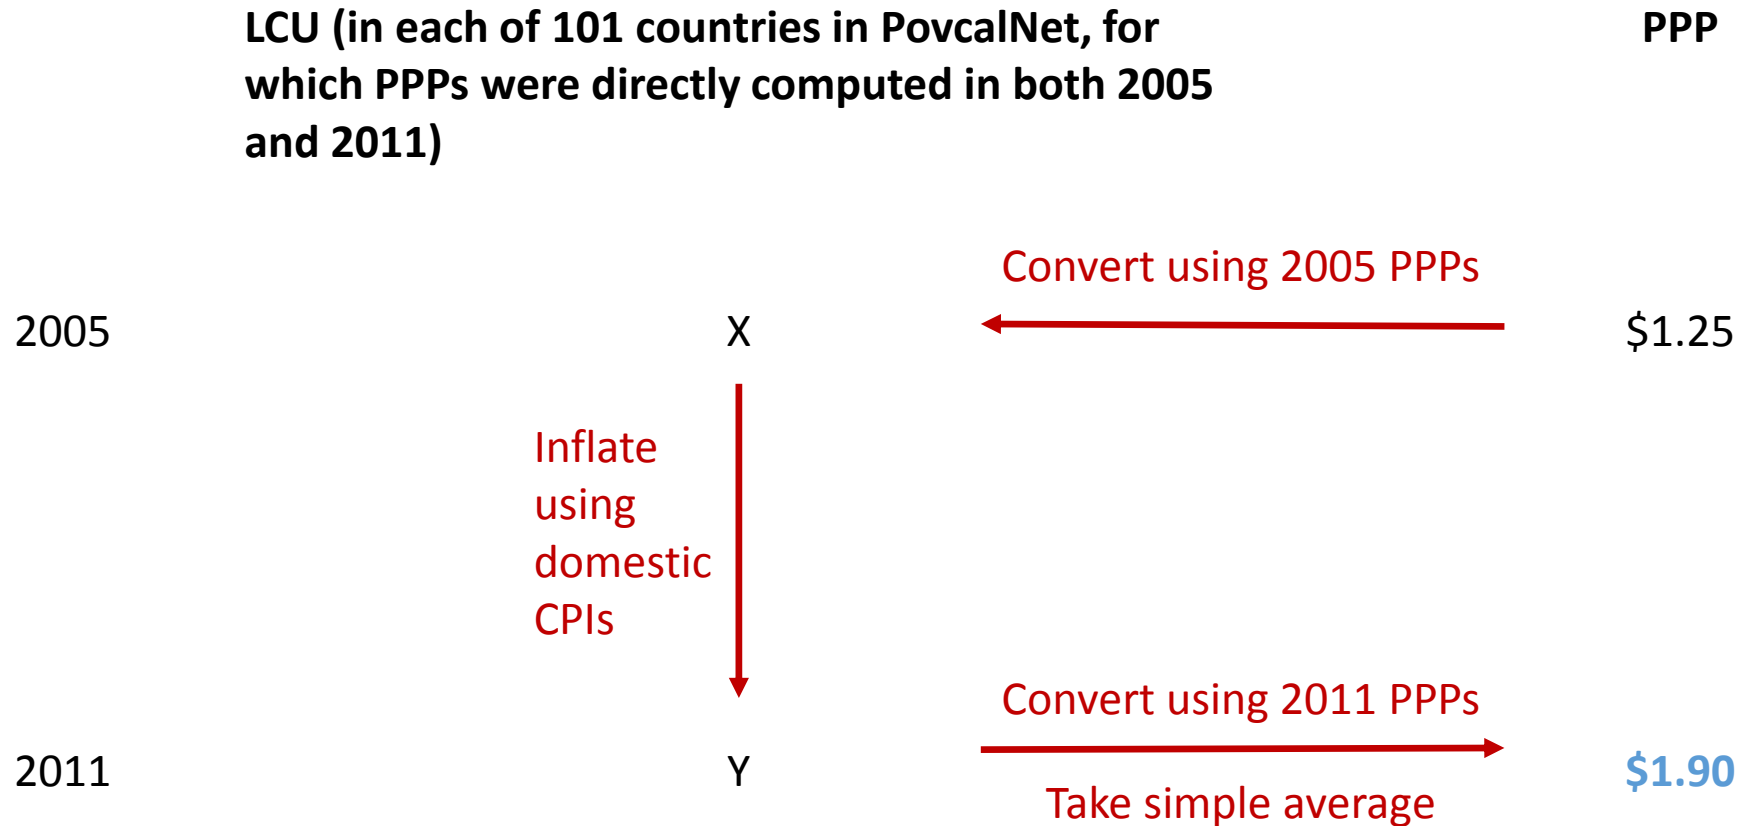 LCU (in each of 101 countries in PovcalNet, for
which PPPs were directly computed in both 2005
and 2011)
PPP
Convert using 2005 PPPs
2005
X
$1.25
Inflate
using
domestic
CPIs
Convert using 2011 PPPs
2011
Y
$1.90
Take simple average